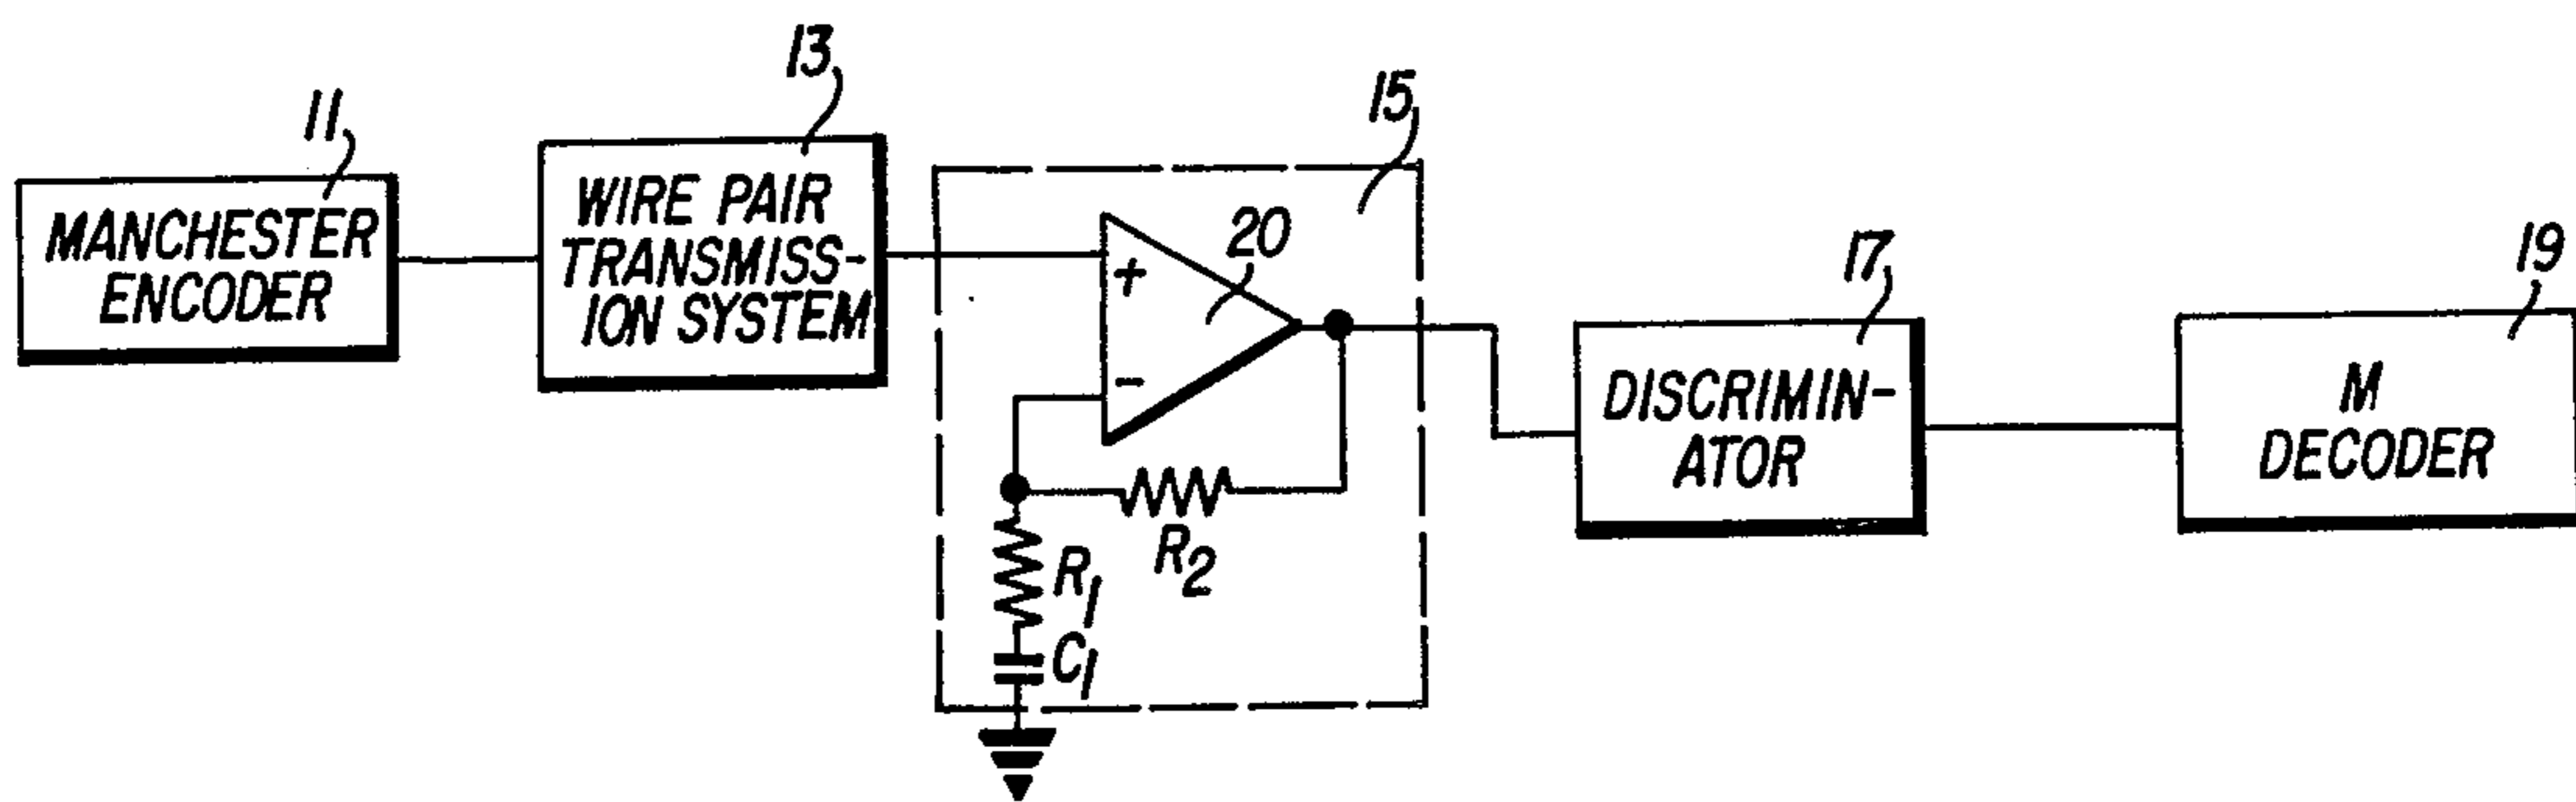 11
MANCHESTER
ENCODER
13
WIRE PAIR
TRANSMISS-
ION SYSTEM
15
20
+
-
R2
R1
C1
17
DISCRIMIN-
ATOR
19
M
DECODER